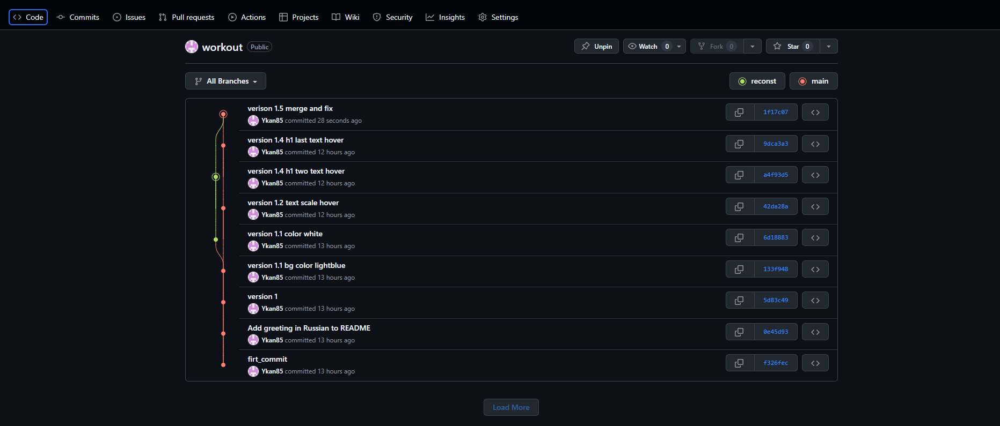 Code Commits Issues Pull requests Actions Projects Wiki Security Insights Settings
workout Public Unpin Watch 0 Fork 0 Star 0
All Branches reconst main
verison 1.5 merge and fix
Ykan85 committed 28 seconds ago 1f17c07
version 1.4 h1 last text hover
Ykan85 committed 12 hours ago 9dca3a3
version 1.4 h1 two text hover
Ykan85 committed 12 hours ago a4f93d5
version 1.2 text scale hover
Ykan85 committed 12 hours ago 42da28a
version 1.1 color white
Ykan85 committed 13 hours ago 6d18883
version 1.1 bg color lightblue
Ykan85 committed 13 hours ago 133f948
version 1
Ykan85 committed 13 hours ago 5d83c49
Add greeting in Russian to README
Ykan85 committed 13 hours ago 0e45d93
firt_commit
Ykan85 committed 13 hours ago f326fec
Load More